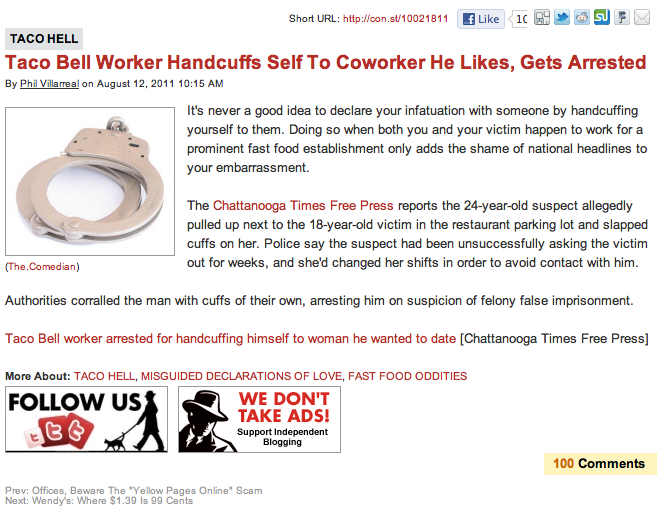 Short URL: http://con.st/10021811
Like
10
TACO HELL
Taco Bell Worker Handcuffs Self To Coworker He Likes, Gets Arrested
By Phil Villarreal on August 12, 2011 10:15 AM
It's never a good idea to declare your infatuation with someone by handcuffing
yourself to them. Doing so when both you and your victim happen to work for a
prominent fast food establishment only adds the shame of national headlines to
your embarrassment.
The Chattanooga Times Free Press reports the 24-year-old suspect allegedly
pulled up next to the 18-year-old victim in the restaurant parking lot and slapped
cuffs on her. Police say the suspect had been unsuccessfully asking the victim
out for weeks, and she'd changed her shifts in order to avoid contact with him.
(The.Comedian)
Authorities corralled the man with cuffs of their own, arresting him on suspicion of felony false imprisonment.
Taco Bell worker arrested for handcuffing himself to woman he wanted to date [Chattanooga Times Free Press]
More About: TACO HELL, MISGUIDED DECLARATIONS OF LOVE, FAST FOOD ODDITIES
FOLLOW US
WE DON'T
TAKE ADS!
Support Independent
Blogging
100 Comments
Prev: Offices, Beware The "Yellow Pages Online" Scam
Next: Wendy's: Where $1.39 Is 99 Cents